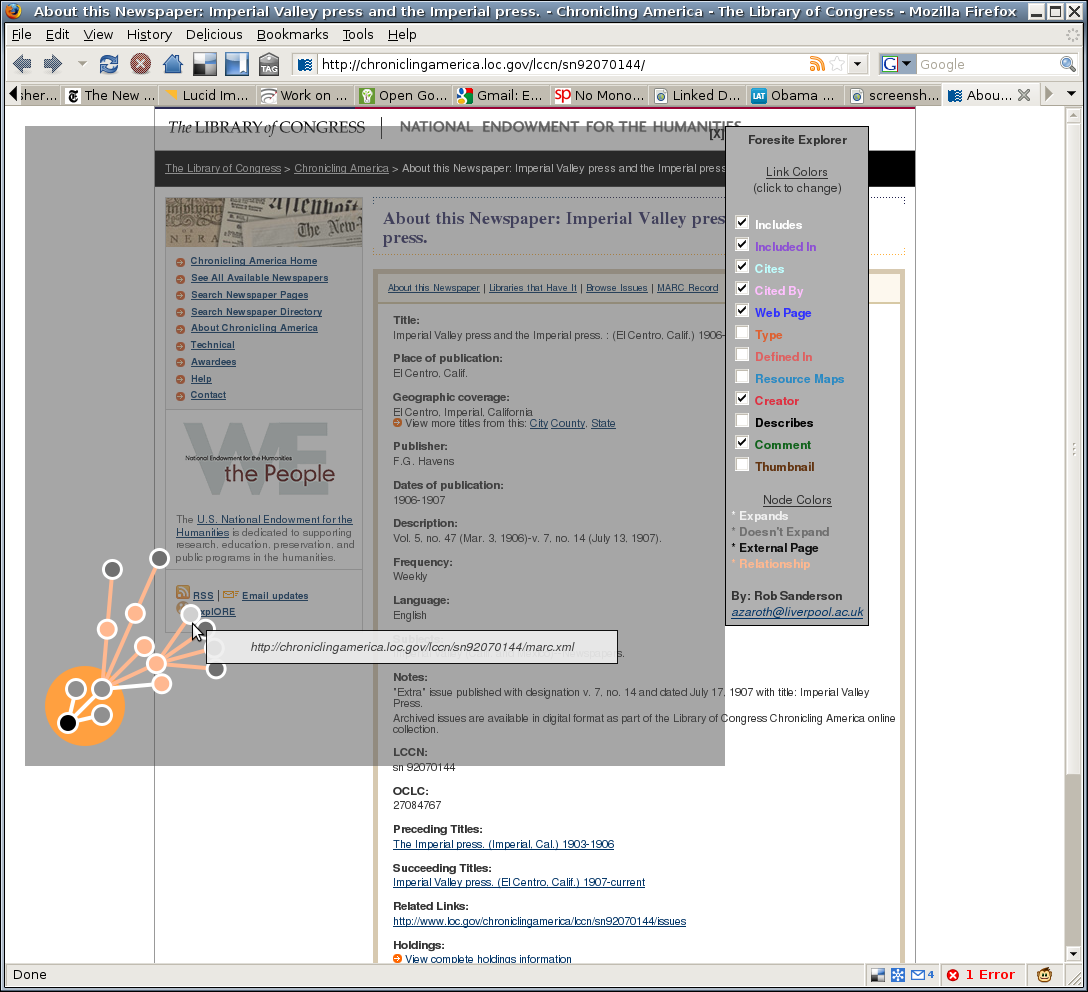 About this Newspaper: Imperial Valley press and the Imperial press. - Chronicling America - The Library of Congress - Mozilla Firefox
File Edit View History Delicious Bookmarks Tools Help
TAG
http://chroniclingamerica.loc.gov/lccn/sn92070144/
G Google
sher... The New ... Lucid Im... Work on ... Open Go... Gmail: E... No Mono... Linked D... LAT Obama ... screensh... Abou...
The LIBRARY of CONGRESS
NATIONAL ENDOWMENT FOR THE HUMANITIES
[X]
The Library of Congress > Chronicling America > About this Newspaper: Imperial Valley press and the Imperial press
Chronicling America Home
See All Available Newspapers
Search Newspaper Pages
Search Newspaper Directory
About Chronicling America
Technical
Awardees
Help
Contact
WE
National Endowment for the Humanities
the People
The U.S. National Endowment for the
Humanities is dedicated to supporting
research, education, preservation, and
public programs in the humanities.
RSS | Email updates
xplORE
About this Newspaper: Imperial Valley pres
press.
About this Newspaper | Libraries that Have It | Browse Issues | MARC Record
Title:
Imperial Valley press and the Imperial press. : (El Centro, Calif.) 1906-
Place of publication:
El Centro, Calif.
Geographic coverage:
El Centro, Imperial, California
View more titles from this: City County, State
Publisher:
F.G. Havens
Dates of publication:
1906-1907
Description:
Vol. 5, no. 47 (Mar. 3, 1906)-v. 7, no. 14 (July 13, 1907).
Frequency:
Weekly
Language:
English
http://chroniclingamerica.loc.gov/lccn/sn92070144/marc.xml
Notes:
"Extra" issue published with designation v. 7, no. 14 and dated July 17, 1907 with title: Imperial Valley
Press.
Archived issues are available in digital format as part of the Library of Congress Chronicling America online
collection.
LCCN:
sn 92070144
OCLC:
27084767
Preceding Titles:
The Imperial press. (Imperial, Cal.) 1903-1906
Succeeding Titles:
Imperial Valley press. (El Centro, Calif.) 1907-current
Related Links:
http://www.loc.gov/chroniclingamerica/lccn/sn92070144/issues
Holdings:
View complete holdings information
Foresite Explorer
Link Colors
(click to change)
Includes
Included In
Cites
Cited By
Web Page
Type
Defined In
Resource Maps
Creator
Describes
Comment
Thumbnail
Node Colors
* Expands
* Doesn't Expand
* External Page
* Relationship
By: Rob Sanderson
azaroth@liverpool.ac.uk
Done
4
1 Error